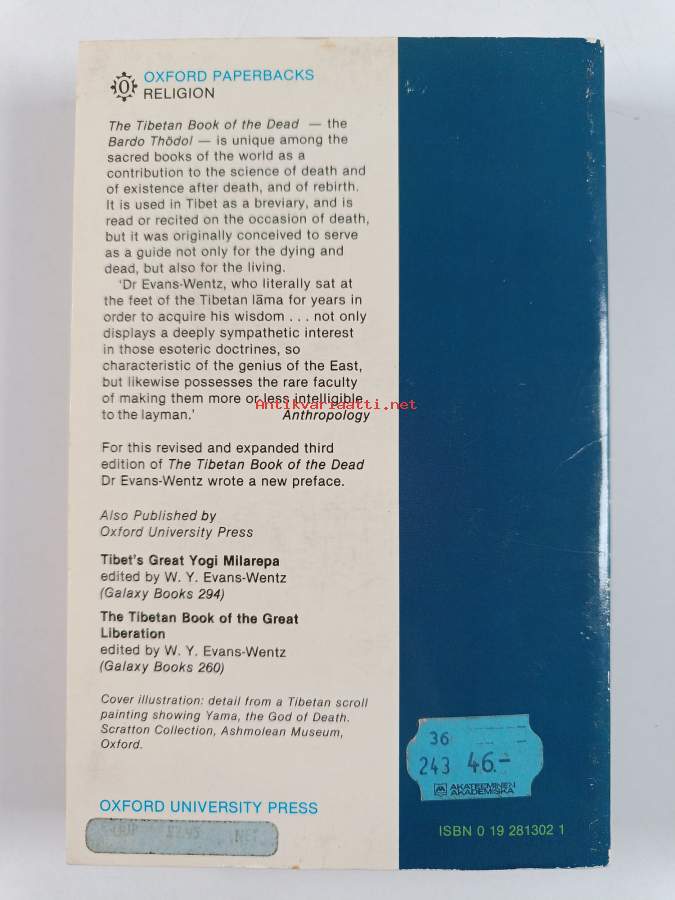 OXFORD PAPERBACKS
RELIGION
The Tibetan Book of the Dead — the
Bardo Thödol — is unique among the
sacred books of the world as a
contribution to the science of death and
of existence after death, and of rebirth.
It is used in Tibet as a breviary, and is
read or recited on the occasion of death,
but it was originally conceived to serve
as a guide not only for the dying and
dead, but also for the living.
'Dr Evans-Wentz, who literally sat at
the feet of the Tibetan lāma for years in
order to acquire his wisdom . . . not only
displays a deeply sympathetic interest
in those esoteric doctrines, so
characteristic of the genius of the East,
but likewise possesses the rare faculty
of making them more or less intelligible
to the layman.' Anthropology
Antikvariaatti.net
For this revised and expanded third
edition of The Tibetan Book of the Dead
Dr Evans-Wentz wrote a new preface.
Also Published by
Oxford University Press
Tibet's Great Yogi Milarepa
edited by W. Y. Evans-Wentz
(Galaxy Books 294)
The Tibetan Book of the Great
Liberation
edited by W. Y. Evans-Wentz
(Galaxy Books 260)
Cover illustration: detail from a Tibetan scroll
painting showing Yama, the God of Death.
Scratton Collection, Ashmolean Museum,
Oxford.
36
243 46.-
AKATEEMINEN
AKADEMISKA
OXFORD UNIVERSITY PRESS
NET
ISBN 0 19 281302 1